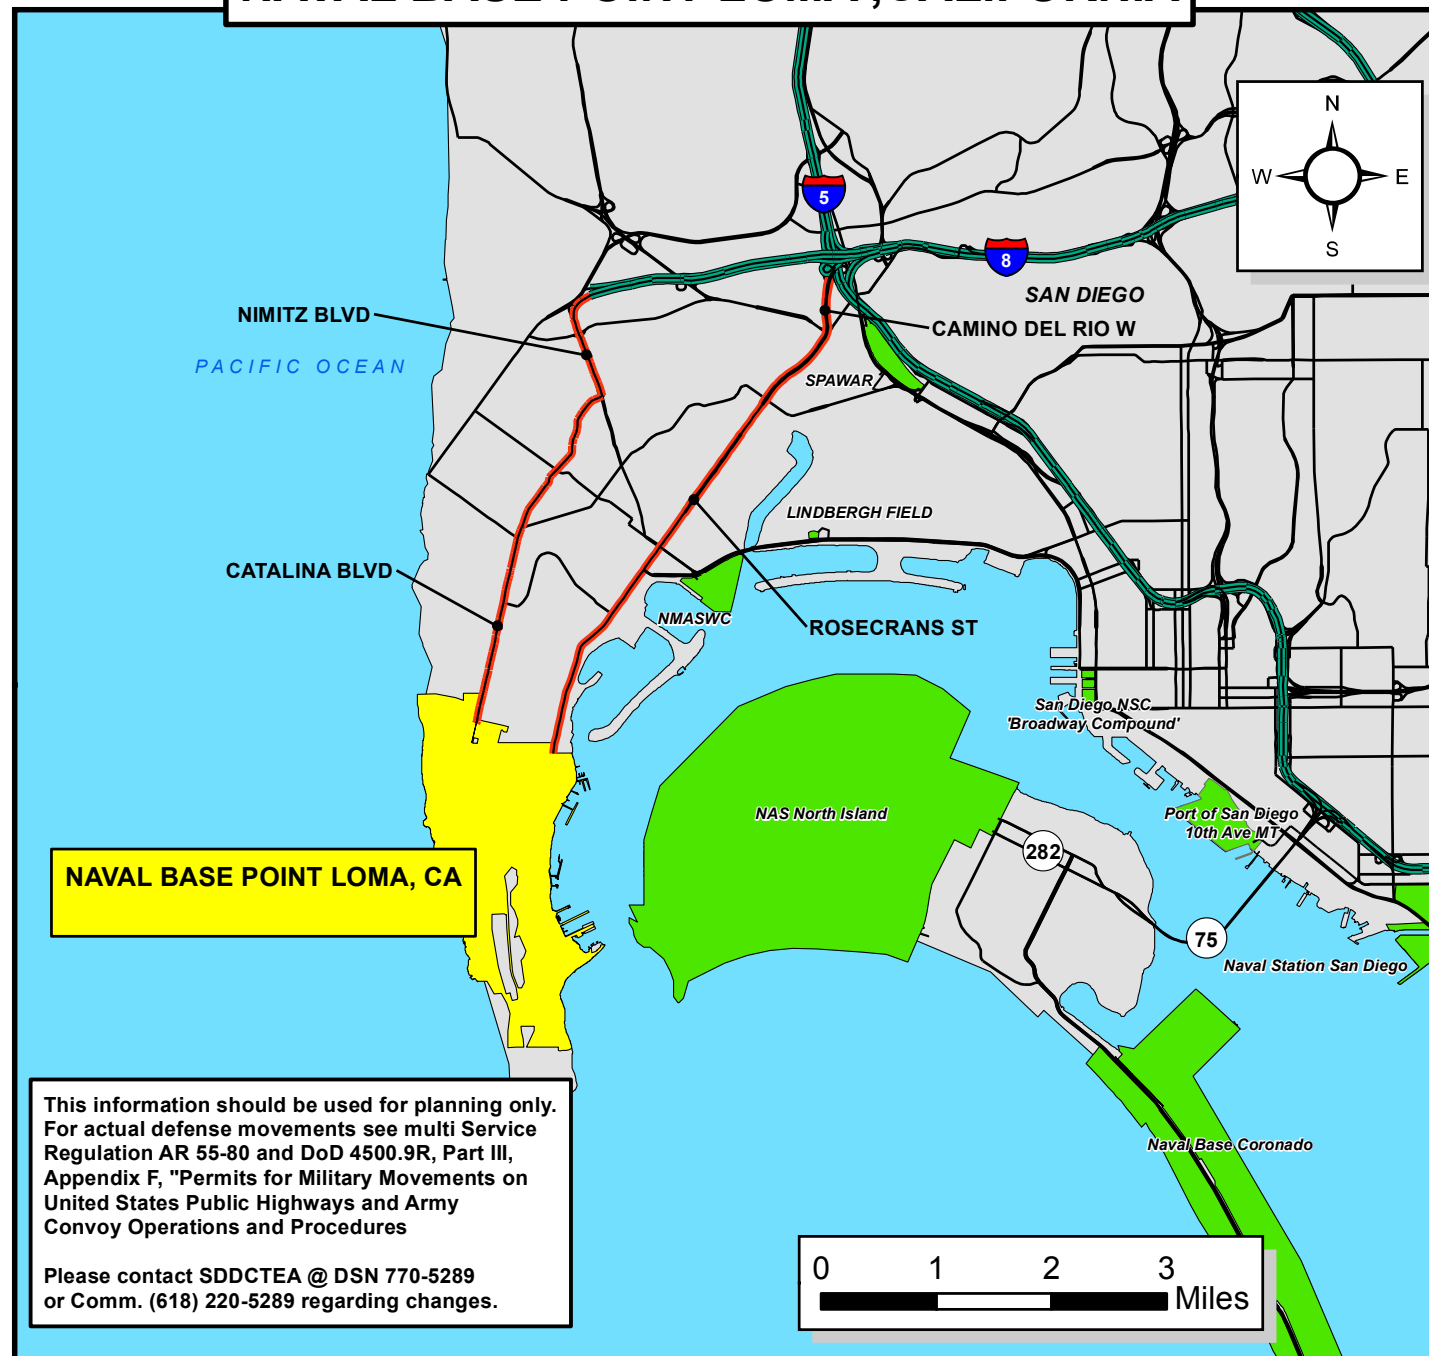 NAVAL BASE POINT LOMA, CALIFORNIA
N
W E
S
5
8
SAN DIEGO
NIMITZ BLVD
CAMINO DEL RIO W
PACIFIC OCEAN
SPAWAR
LINDBERGH FIELD
CATALINA BLVD
NMASWC
ROSECRANS ST
San Diego NSC
'Broadway Compound'
NAS North Island
Port of San Diego
10th Ave MT
282
NAVAL BASE POINT LOMA, CA
75
Naval Station San Diego
This information should be used for planning only.
For actual defense movements see multi Service
Regulation AR 55-80 and DoD 4500.9R, Part III,
Appendix F, "Permits for Military Movements on
United States Public Highways and Army
Convoy Operations and Procedures
Please contact SDDCTEA @ DSN 770-5289
or Comm. (618) 220-5289 regarding changes.
Naval Base Coronado
0 1 2 3
Miles